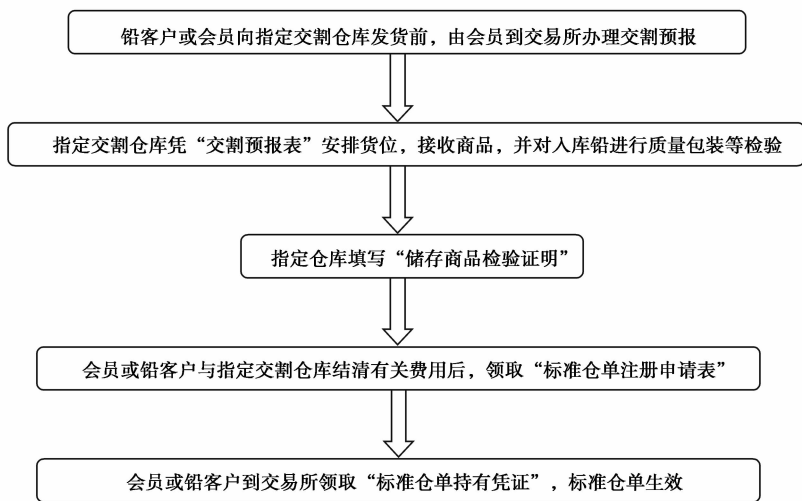 铅客户或会员向指定交割仓库发货前，由会员到交易所办理交割预报
指定交割仓库凭“交割预报表”安排货位，接收商品，并对入库铅进行质量包装等检验
指定仓库填写“储存商品检验证明”
会员或铅客户与指定交割仓库结清有关费用后，领取“标准仓单注册申请表”
会员或铅客户到交易所领取“标准仓单持有凭证”，标准仓单生效